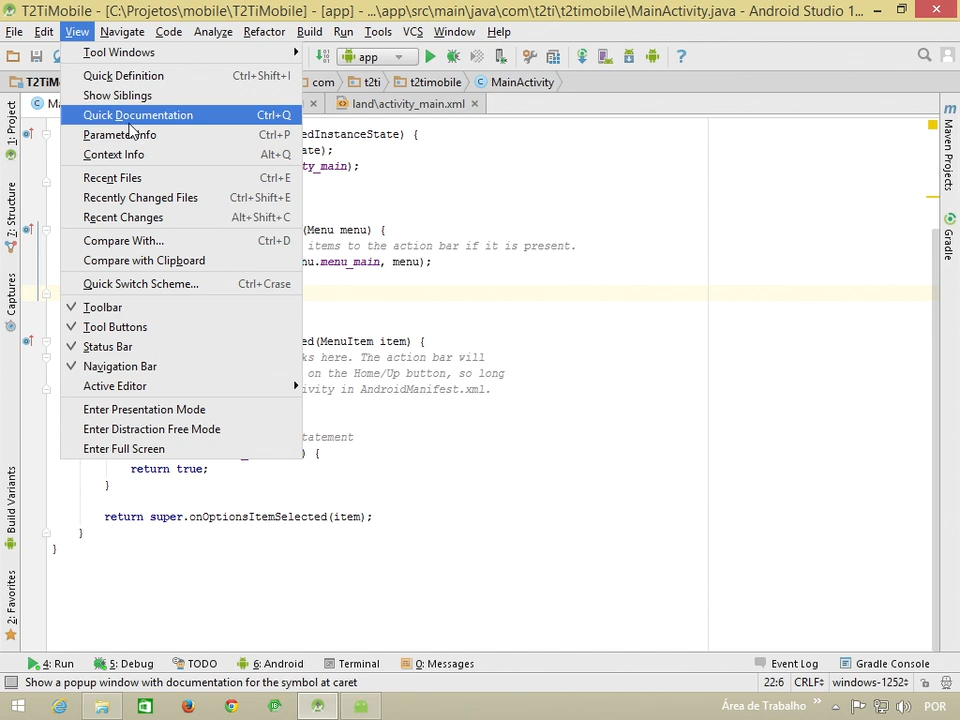 T2TiMobile - [C:\Projetos\mobile\T2TiMobile] - [app] - ...\app\src\main\java\com\t2ti\t2timobile\MainActivity.java - Android Studio 1...
File Edit View Navigate Code Analyze Refactor Build Run Tools VCS Window Help
app
T2TiM com t2ti t2timobile MainActivity
land\activity_main.xml
Tool Windows
Quick Definition Ctrl+Shift+I
Show Siblings
Quick Documentation Ctrl+Q
Parameter Info Ctrl+P
Context Info Alt+Q
Recent Files Ctrl+E
Recently Changed Files Ctrl+Shift+E
Recent Changes Alt+Shift+C
Compare With... Ctrl+D
Compare with Clipboard
Quick Switch Scheme... Ctrl+Crase
Toolbar
Tool Buttons
Status Bar
Navigation Bar
Active Editor
Enter Presentation Mode
Enter Distraction Free Mode
Enter Full Screen
edInstanceState) {
ate);
ty_main);
(Menu menu) {
items to the action bar if it is present.
nu.menu_main, menu);
ed(MenuItem item) {
ks here. The action bar will
on the Home/Up button, so long
ivity in AndroidManifest.xml.
tatement
) {
return true;
}
return super.onOptionsItemSelected(item);
}
}
1: Project
7: Structure
Captures
Build Variants
2: Favorites
Maven Projects
Gradle
4: Run 5: Debug TODO 6: Android Terminal 0: Messages Event Log Gradle Console
Show a popup window with documentation for the symbol at caret 22:6 CRLF windows-1252
Área de Trabalho POR